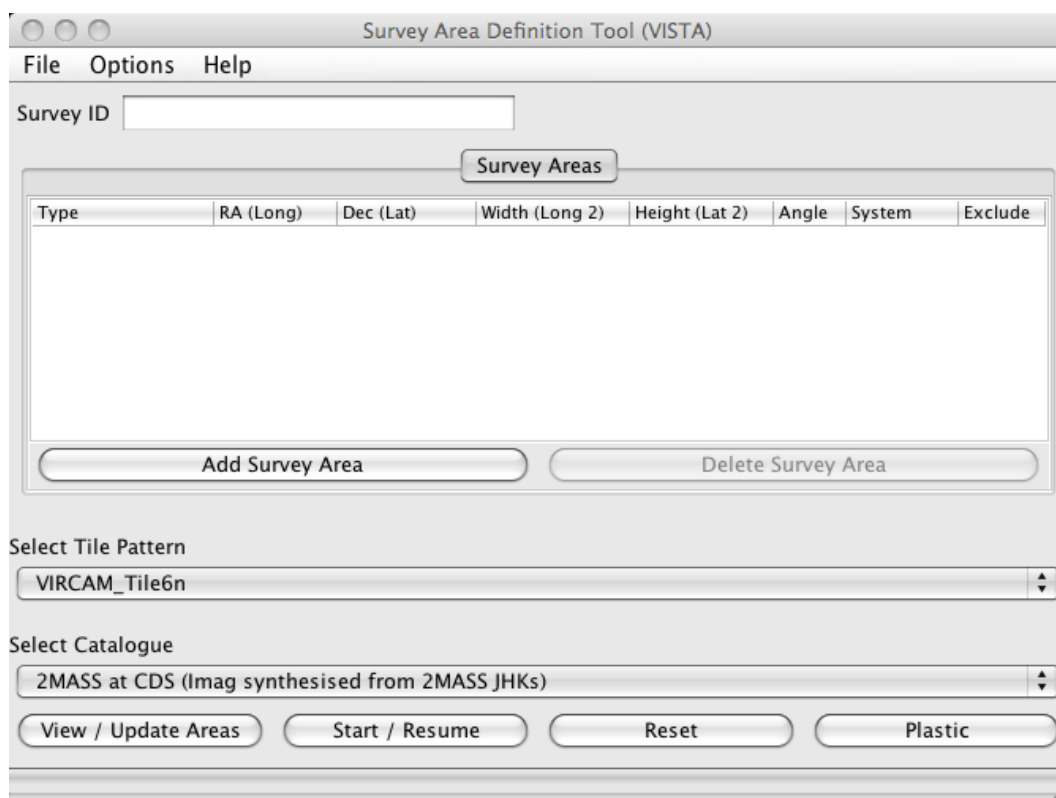 Survey Area Definition Tool (VISTA)
File Options Help
Survey ID
Survey Areas
Type RA (Long) Dec (Lat) Width (Long 2) Height (Lat 2) Angle System Exclude
Add Survey Area Delete Survey Area
Select Tile Pattern
VIRCAM_Tile6n
Select Catalogue
2MASS at CDS (Imag synthesised from 2MASS JHKs)
View / Update Areas Start / Resume Reset Plastic